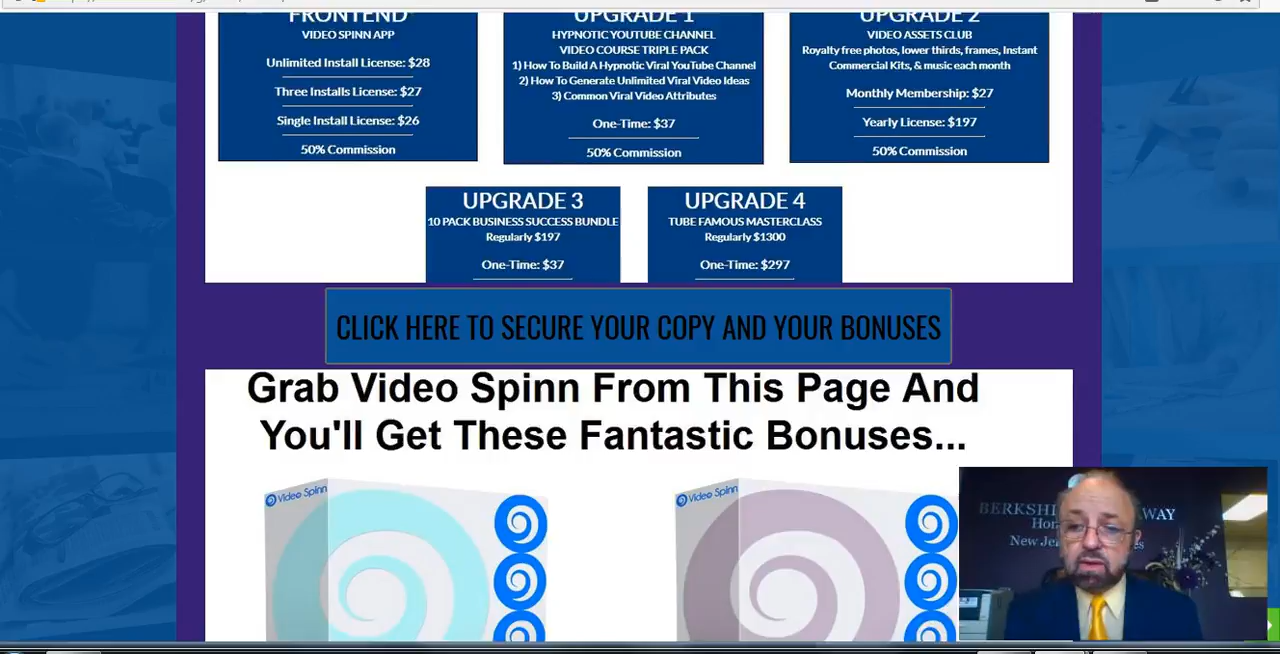 FRONTEND
VIDEO SPINN APP
Unlimited Install License: $28
Three Installs License: $27
Single Install License: $26
50% Commission
UPGRADE 1
HYPNOTIC YOUTUBE CHANNEL
VIDEO COURSE TRIPLE PACK
1) How To Build A Hypnotic Viral YouTube Channel
2) How To Generate Unlimited Viral Video Ideas
3) Common Viral Video Attributes
One-Time: $37
50% Commission
UPGRADE 2
VIDEO ASSETS CLUB
Royalty free photos, lower thirds, frames, Instant
Commercial Kits, & music each month
Monthly Membership: $27
Yearly License: $197
50% Commission
UPGRADE 3
10 PACK BUSINESS SUCCESS BUNDLE
Regularly $197
One-Time: $37
UPGRADE 4
TUBE FAMOUS MASTERCLASS
Regularly $1300
One-Time: $297
CLICK HERE TO SECURE YOUR COPY AND YOUR BONUSES
Grab Video Spinn From This Page And
You'll Get These Fantastic Bonuses...
Video Spinn
Video Spinn
New